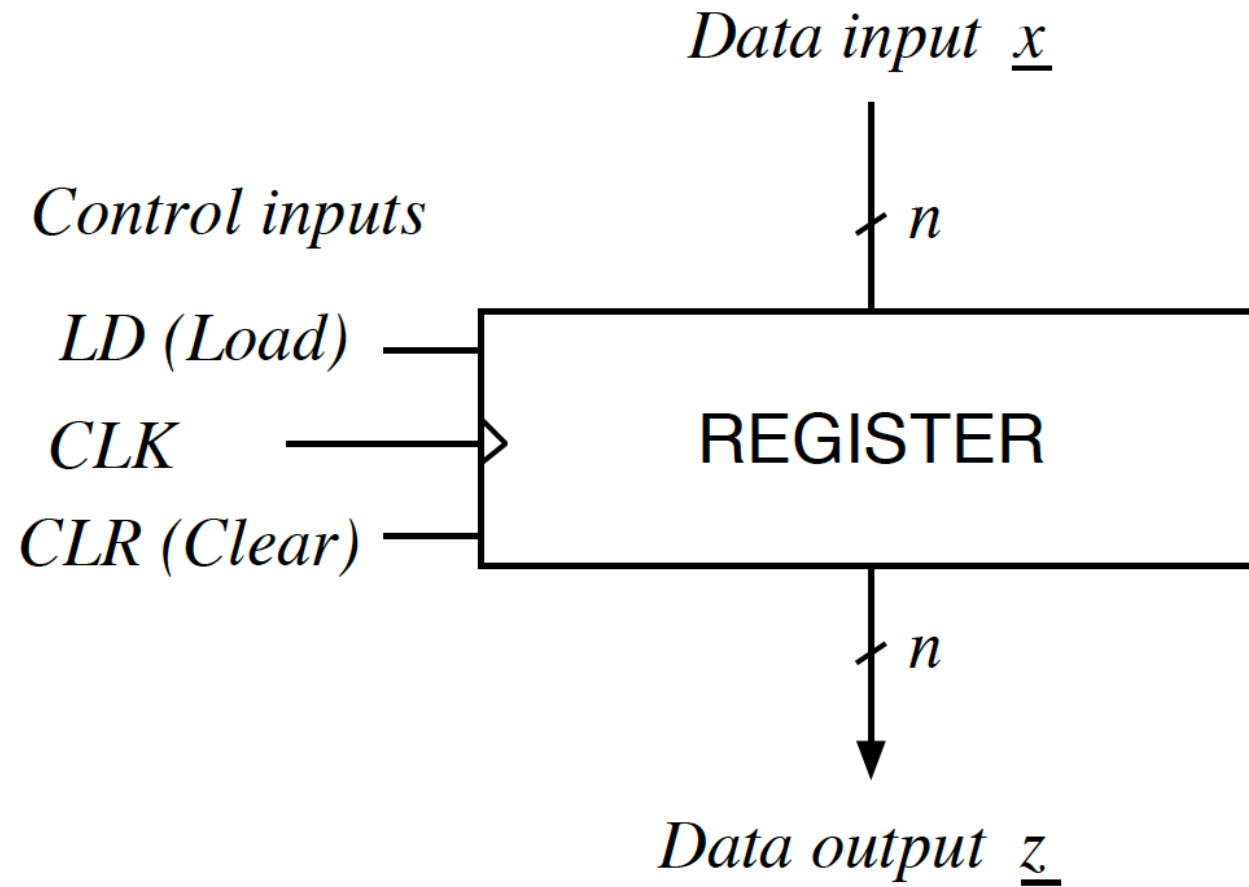 Data input x
n
Control inputs
LD (Load)
CLK
REGISTER
CLR (Clear)
n
Data output z